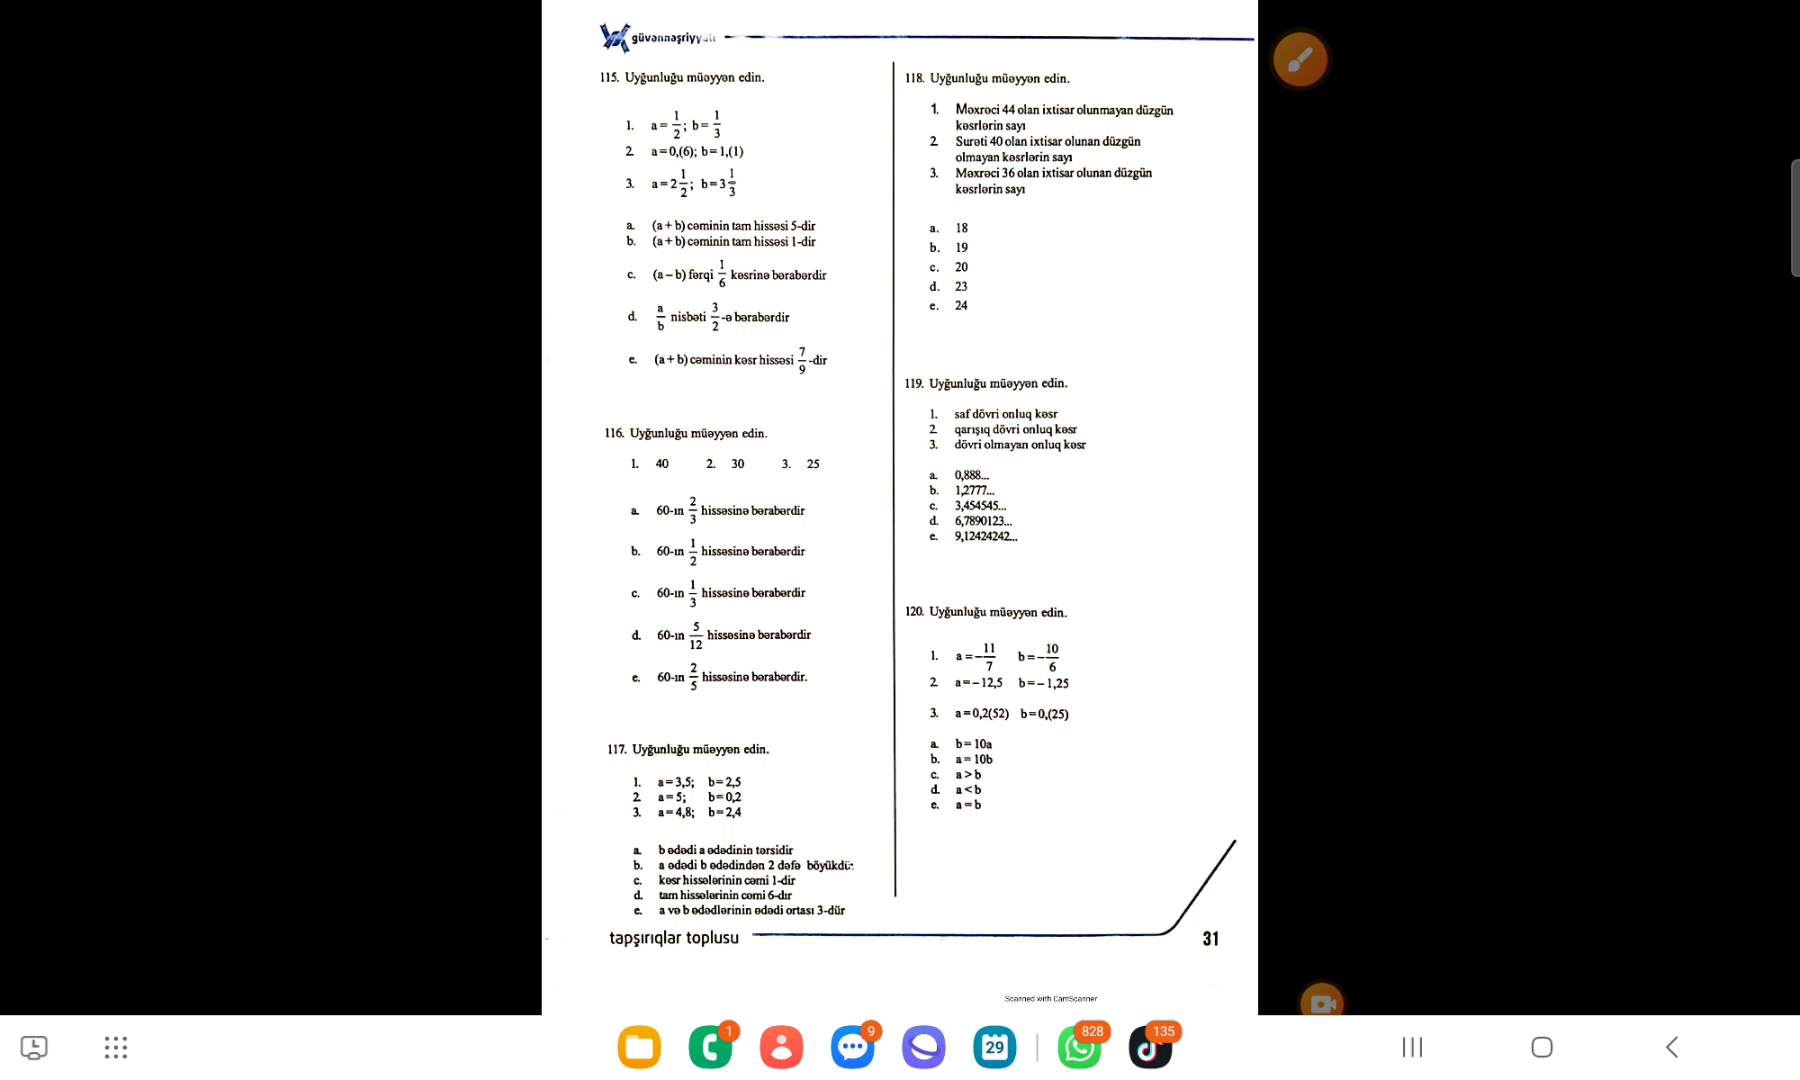 güvənnəşriyyatı
115. Uyğunluğu müəyyən edin.
1. a = 1/2; b = 1/3
2 a=0,(6); b=1,(1)
3. a=2 1/2; b=3 1/3
a. (a + b) cəminin tam hissəsi 5-dir
b. (a + b) cəminin tam hissəsi 1-dir
c. (a – b) fərqi 1/6 kəsrinə bərabərdir
d. a/b nisbəti 3/2-ə bərabərdir
e. (a + b) cəminin kəsr hissəsi 7/9-dir
116. Uyğunluğu müəyyən edin.
1. 40 2. 30 3. 25
a. 60-ın 2/3 hissəsinə bərabərdir
b. 60-ın 1/2 hissəsinə bərabərdir
c. 60-ın 1/3 hissəsinə bərabərdir
d. 60-ın 5/12 hissəsinə bərabərdir
e. 60-ın 2/5 hissəsinə bərabərdir.
117. Uyğunluğu müəyyən edin.
1. a=3,5; b=2,5
2 a=5; b=0,2
3. a=4,8; b=2,4
a. b ədədi a ədədinin tərsidir
b. a ədədi b ədədindən 2 dəfə böyükdür.
c. kəsr hissələrinin cəmi 1-dir
d. tam hissələrinin cəmi 6-dır
e. a və b ədədlərinin ədədi ortası 3-dür
118. Uyğunluğu müəyyən edin.
1. Məxrəci 44 olan ixtisar olunmayan düzgün
kəsrlərin sayı
2 Surəti 40 olan ixtisar olunan düzgün
olmayan kəsrlərin sayı
3. Məxrəci 36 olan ixtisar olunan düzgün
kəsrlərin sayı
a. 18
b. 19
c. 20
d. 23
e. 24
119. Uyğunluğu müəyyən edin.
1. saf dövri onluq kəsr
2 qarışıq dövri onluq kəsr
3. dövri olmayan onluq kəsr
a. 0,888...
b. 1,2777...
c. 3,454545...
d. 6,7890123...
e. 9,12424242...
120. Uyğunluğu müəyyən edin.
1. a = –11/7 b = –10/6
2 a=–12,5 b=–1,25
3. a=0,2(52) b=0,(25)
a. b=10a
b. a=10b
c. a>b
d. a<b
e. a=b
tapşırıqlar toplusu
31
Scanned with CamScanner
1
9
29
828
135